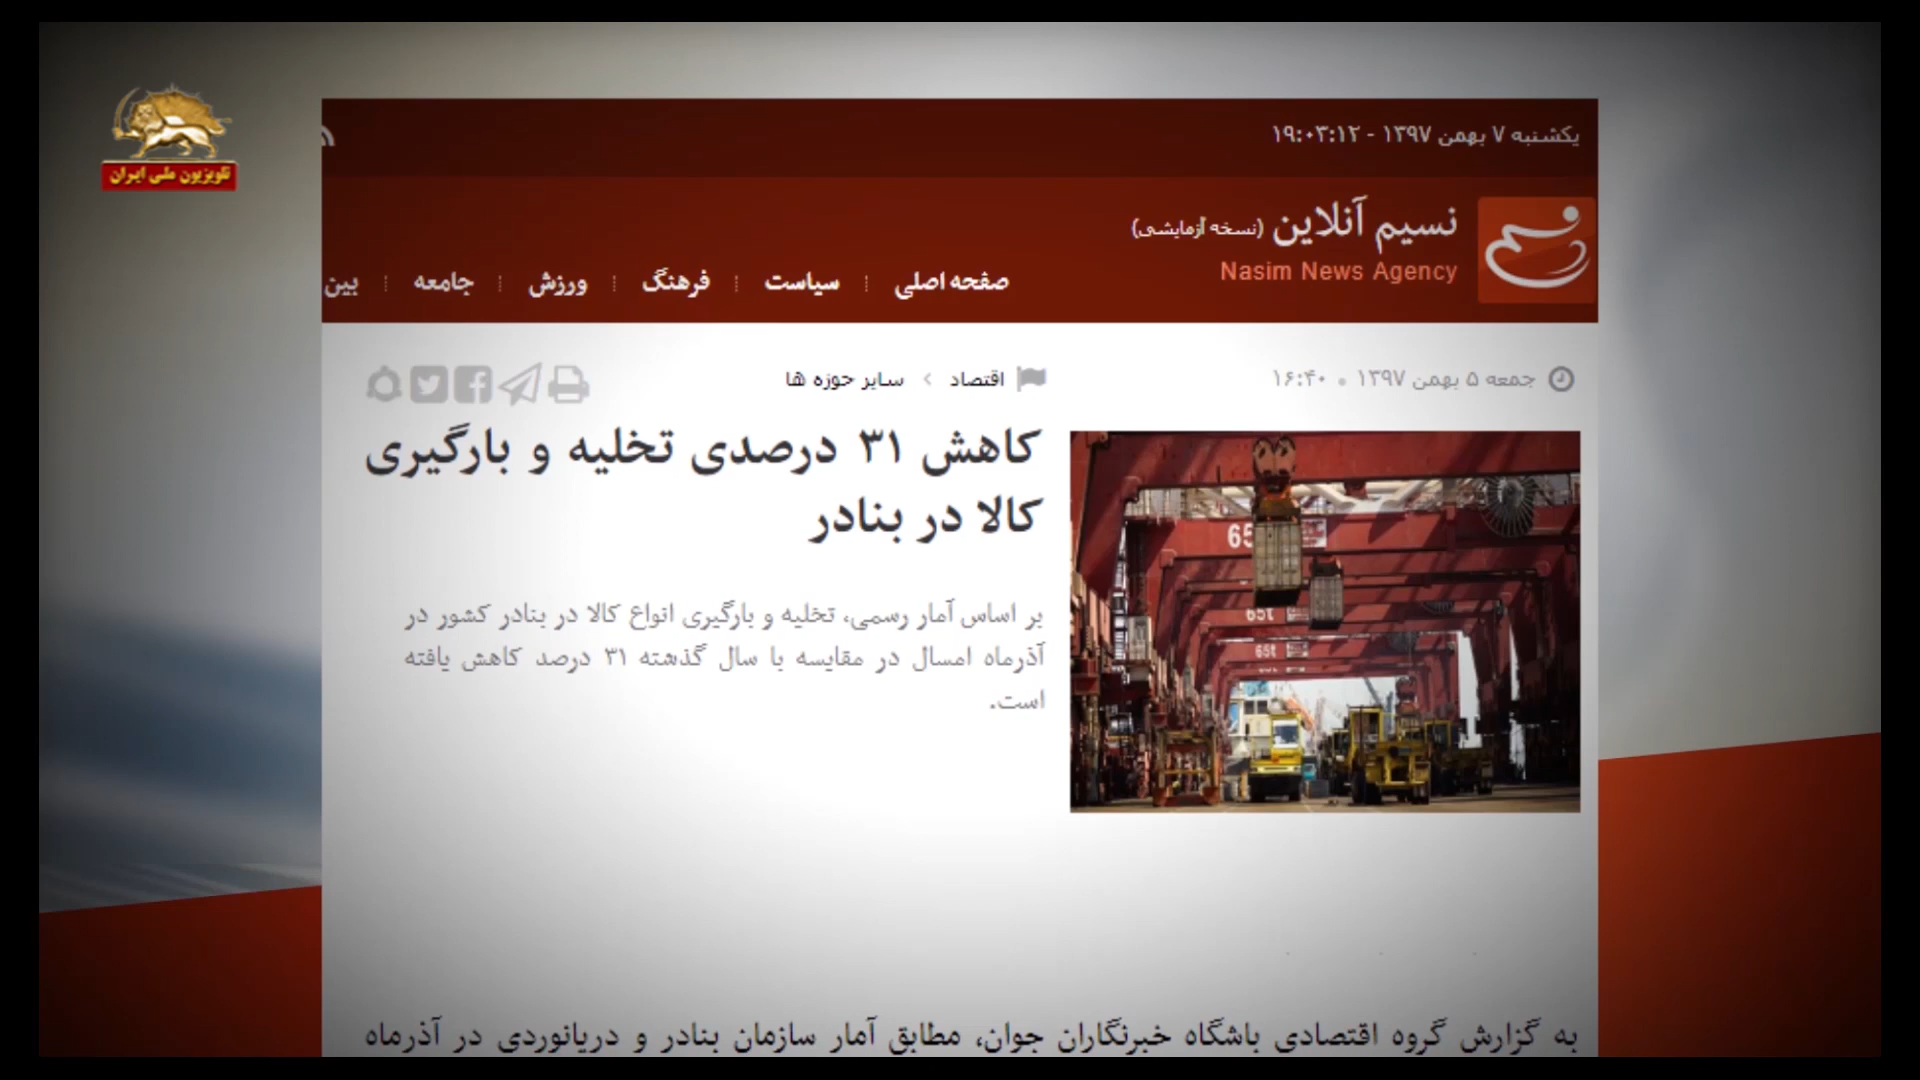 تلویزیون ملی ایران
یکشنبه ۷ بهمن ۱۳۹۷ - ۱۹:۰۳:۱۲
نسیم آنلاین (نسخه آزمایشی)
Nasim News Agency
صفحه اصلی
سیاست
فرهنگ
ورزش
جامعه
بین
جمعه ۵ بهمن ۱۳۹۷ • ۱۶:۴۰
اقتصاد › سایر حوزه ها
کاهش ۳۱ درصدی تخلیه و بارگیری
کالا در بنادر
بر اساس آمار رسمی، تخلیه و بارگیری انواع کالا در بنادر کشور در
آذرماه امسال در مقایسه با سال گذشته ۳۱ درصد کاهش یافته
است.
65
65t
65t
به گزارش گروه اقتصادی باشگاه خبرنگاران جوان، مطابق آمار سازمان بنادر و دریانوردی در آذرماه